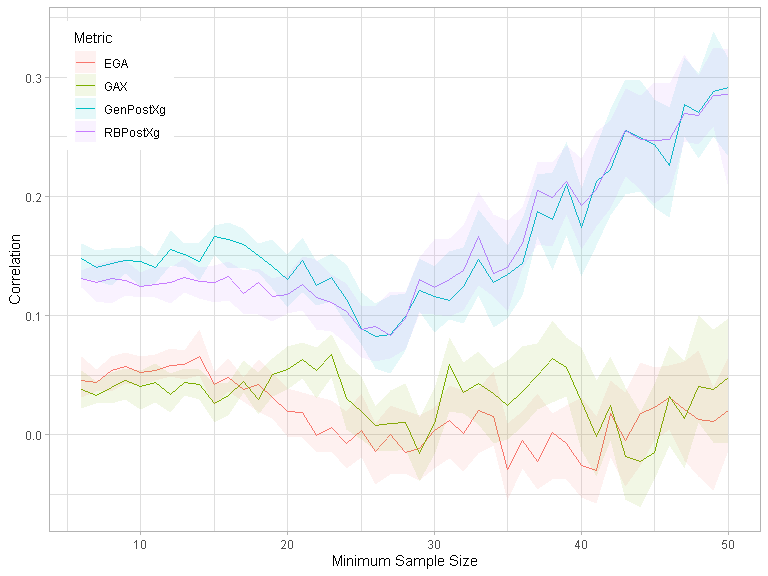 Metric
EGA
GAX
GenPostXg
RBPostXg
0.3
0.2
0.1
0.0
Correlation
10 20 30 40 50
Minimum Sample Size